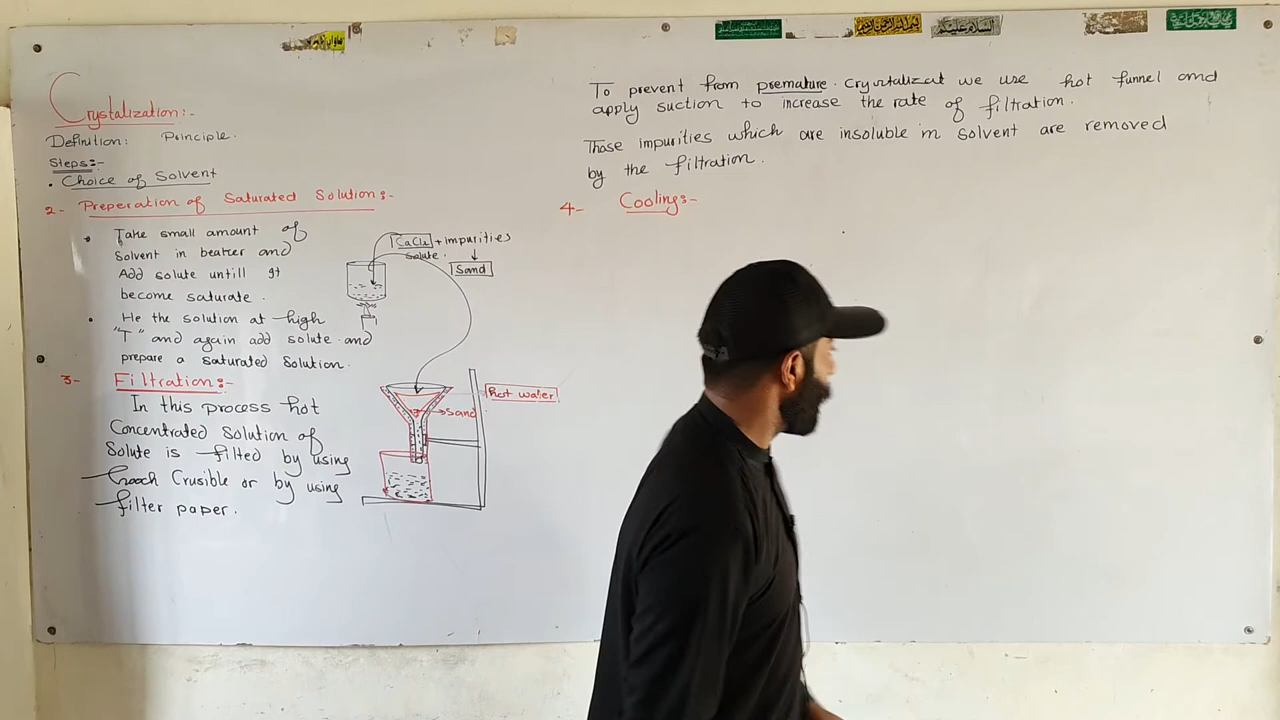 Crystalization:-
Definition: Principle.
Steps:-
• Choice of Solvent
2- Preperation of Saturated Solution:-
• Take small amount of
Solvent in beaker and
Add solute untill it
become saturate.
• He the solution at high
"T" and again add solute and
prepare a saturated Solution.
CaCl2 + impurities
Solute.
Sand
3- Filtration:-
In this process hot
Concentrated Solution of
Solute is filted by using
Gooch Crusible or by using
filter paper.
Hot water
Sand
To prevent from premature. Crystalizat we use hot funnel and
apply suction to increase the rate of filtration.
Those impurities which are insoluble in solvent are removed
by the filtration.
4- Cooling:-
السلام علیکم